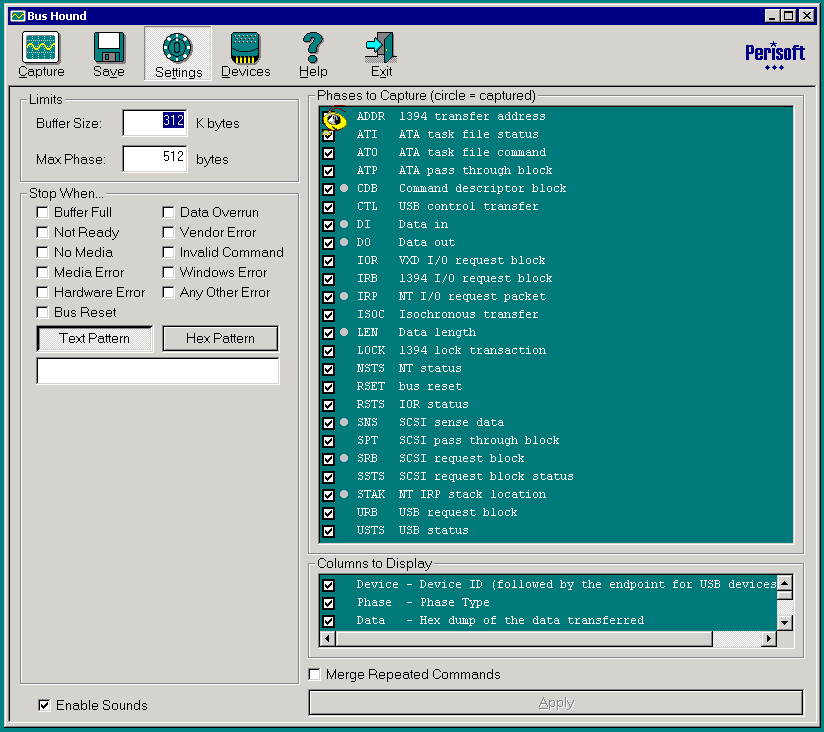 Bus Hound
Capture
Save
Settings
Devices
Help
Exit
Perisoft
Limits
Buffer Size: 312 K bytes
Max Phase: 512 bytes
Stop When...
Buffer Full Data Overrun
Not Ready Vendor Error
No Media Invalid Command
Media Error Windows Error
Hardware Error Any Other Error
Bus Reset
Text Pattern Hex Pattern
Enable Sounds
Phases to Capture (circle = captured)
ADDR 1394 transfer address
ATI ATA task file status
ATO ATA task file command
ATP ATA pass through block
CDB Command descriptor block
CTL USB control transfer
DI Data in
DO Data out
IOR VXD I/O request block
IRB 1394 I/O request block
IRP NT I/O request packet
ISOC Isochronous transfer
LEN Data length
LOCK 1394 lock transaction
NSTS NT status
RSET bus reset
RSTS IOR status
SNS SCSI sense data
SPT SCSI pass through block
SRB SCSI request block
SSTS SCSI request block status
STAK NT IRP stack location
URB USB request block
USTS USB status
Columns to Display
Device - Device ID (followed by the endpoint for USB devices
Phase - Phase Type
Data - Hex dump of the data transferred
Merge Repeated Commands
Apply